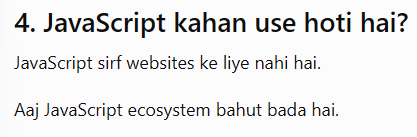 4. JavaScript kahan use hoti hai?
JavaScript sirf websites ke liye nahi hai.
Aaj JavaScript ecosystem bahut bada hai.